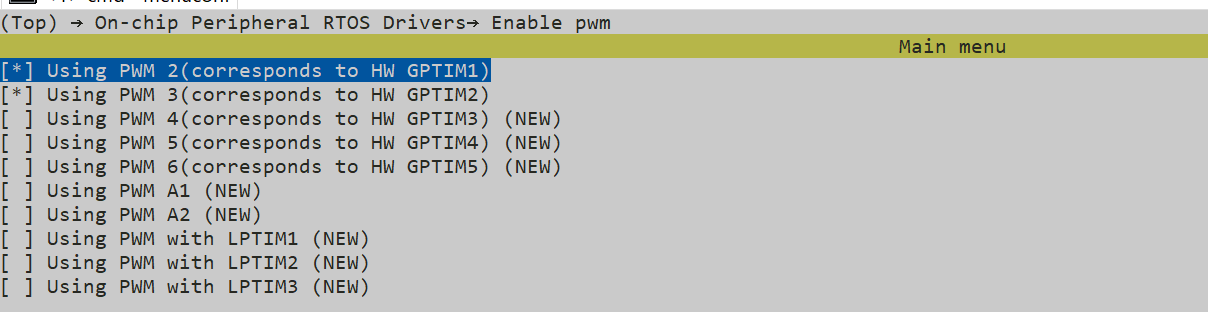 (Top) → On-chip Peripheral RTOS Drivers→ Enable pwm
Main menu
[*] Using PWM 2(corresponds to HW GPTIM1)
[*] Using PWM 3(corresponds to HW GPTIM2)
[ ] Using PWM 4(corresponds to HW GPTIM3) (NEW)
[ ] Using PWM 5(corresponds to HW GPTIM4) (NEW)
[ ] Using PWM 6(corresponds to HW GPTIM5) (NEW)
[ ] Using PWM A1 (NEW)
[ ] Using PWM A2 (NEW)
[ ] Using PWM with LPTIM1 (NEW)
[ ] Using PWM with LPTIM2 (NEW)
[ ] Using PWM with LPTIM3 (NEW)